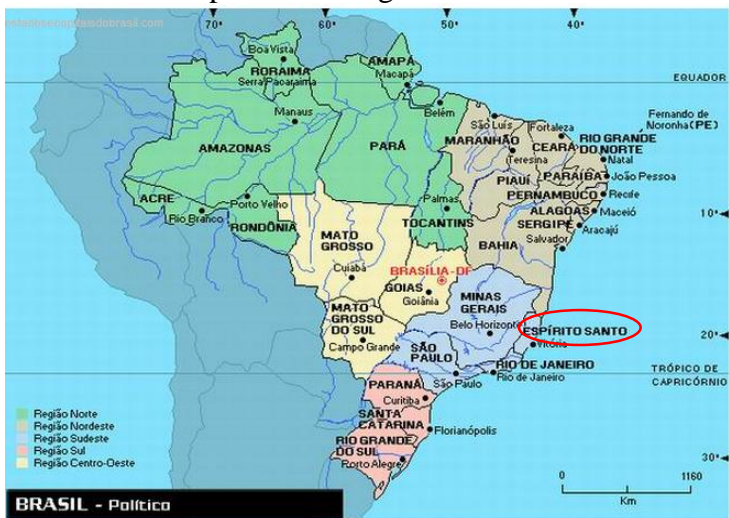 estadosecapitaisdobrasil.com
70°
60°
50°
40°
Boa Vista
RORAIMA
Serra Pacaraima
AMAPÁ
Macapá
EQUADOR
Manaus
Belém
São Luís
Fortaleza
Fernando de
Noronha (PE)
AMAZONAS
PARÁ
MARANHÃO
CEARÁ
RIO GRANDE
DO NORTE
Teresina
Natal
PIAUÍ
PARAÍBA
João Pessoa
ACRE
Porto Velho
Palmas
PERNAMBUCO
Recife
Rio Branco
RONDÔNIA
TOCANTINS
ALAGOAS
Maceió
10°
MATO
GROSSO
BAHIA
SERGIPE
Aracajú
Salvador
Cuiabá
BRASÍLIA-DF
GOIÁS
Goiânia
MINAS
GERAIS
MATO
GROSSO
DO SUL
Belo Horizonte
ESPÍRITO SANTO
20°
Campo Grande
SÃO
PAULO
Vitória
RIO DE JANEIRO
Rio de Janeiro
TRÓPICO DE
CAPRICÓRNIO
PARANÁ
São Paulo
Curitiba
SANTA
CATARINA
Florianópolis
RIO GRANDE
DO SUL
Porto Alegre
30°
Região Norte
Região Nordeste
Região Sudeste
Região Sul
Região Centro-Oeste
0
1160
Km
BRASIL - Político